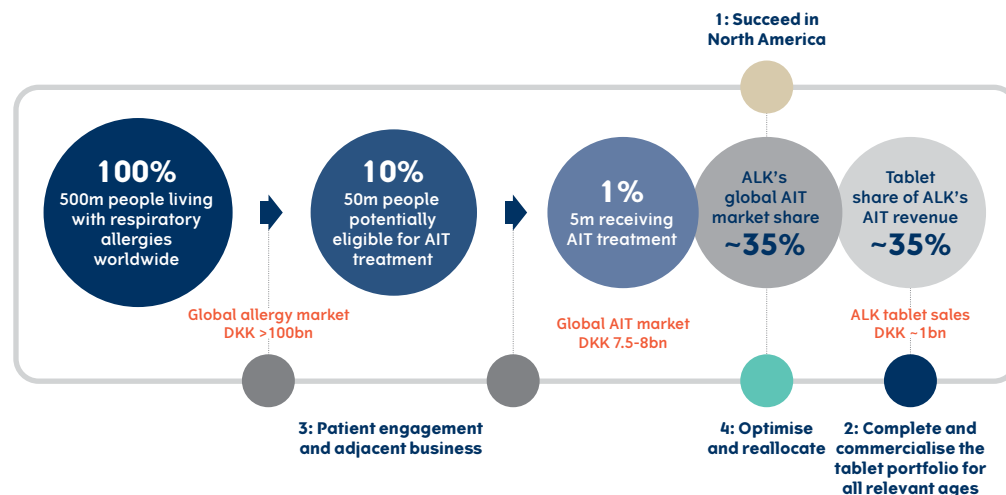 1: Succeed in
North America
100%
500m people living
with respiratory
allergies
worldwide
10%
50m people
potentially
eligible for AIT
treatment
1%
5m receiving
AIT treatment
ALK's
global AIT
market share
~35%
Tablet
share of ALK's
AIT revenue
~35%
Global allergy market
DKK >100bn
Global AIT market
DKK 7.5-8bn
ALK tablet sales
DKK ~1bn
3: Patient engagement
and adjacent business
4: Optimise
and reallocate
2: Complete and
commercialise the
tablet portfolio for
all relevant ages